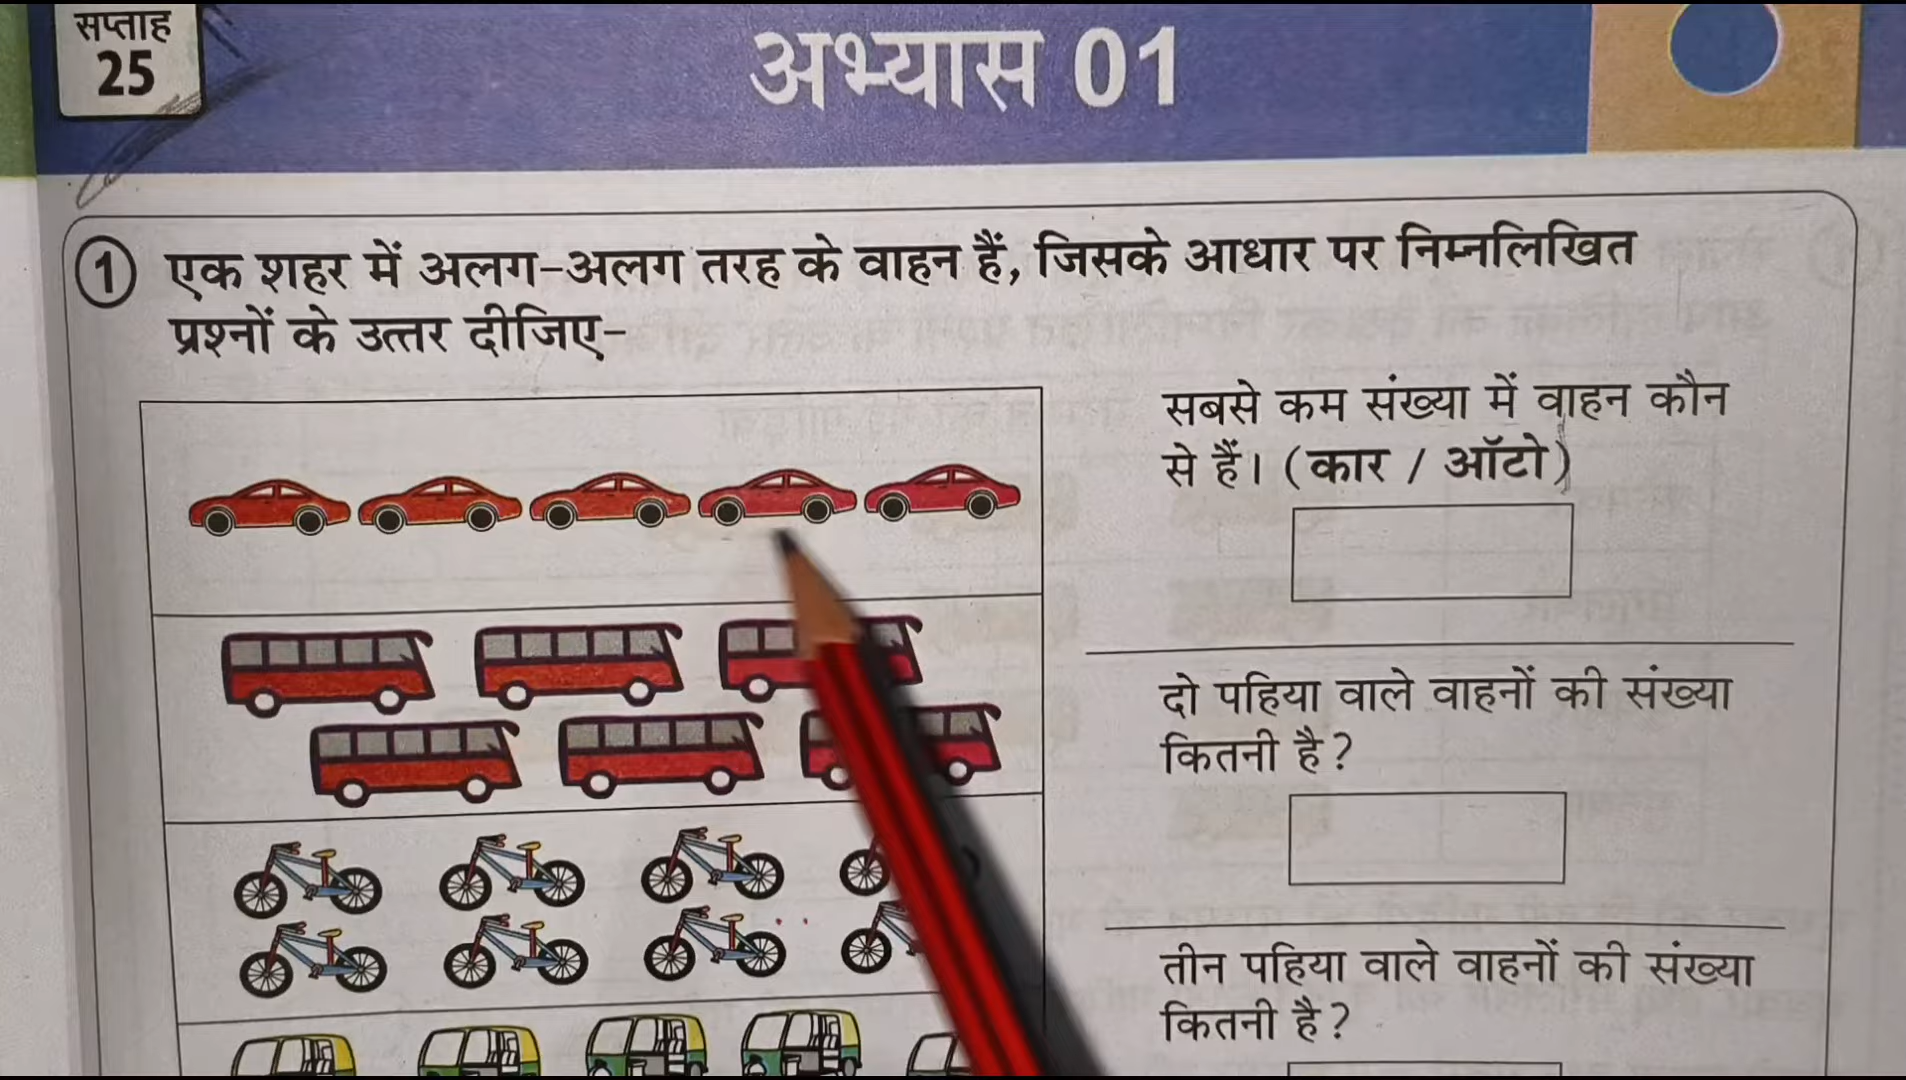 सप्ताह
25
अभ्यास 01
1 एक शहर में अलग-अलग तरह के वाहन हैं, जिसके आधार पर निम्नलिखित
प्रश्नों के उत्तर दीजिए-
सबसे कम संख्या में वाहन कौन
से हैं। (कार / ऑटो)
दो पहिया वाले वाहनों की संख्या
कितनी है?
तीन पहिया वाले वाहनों की संख्या
कितनी है?